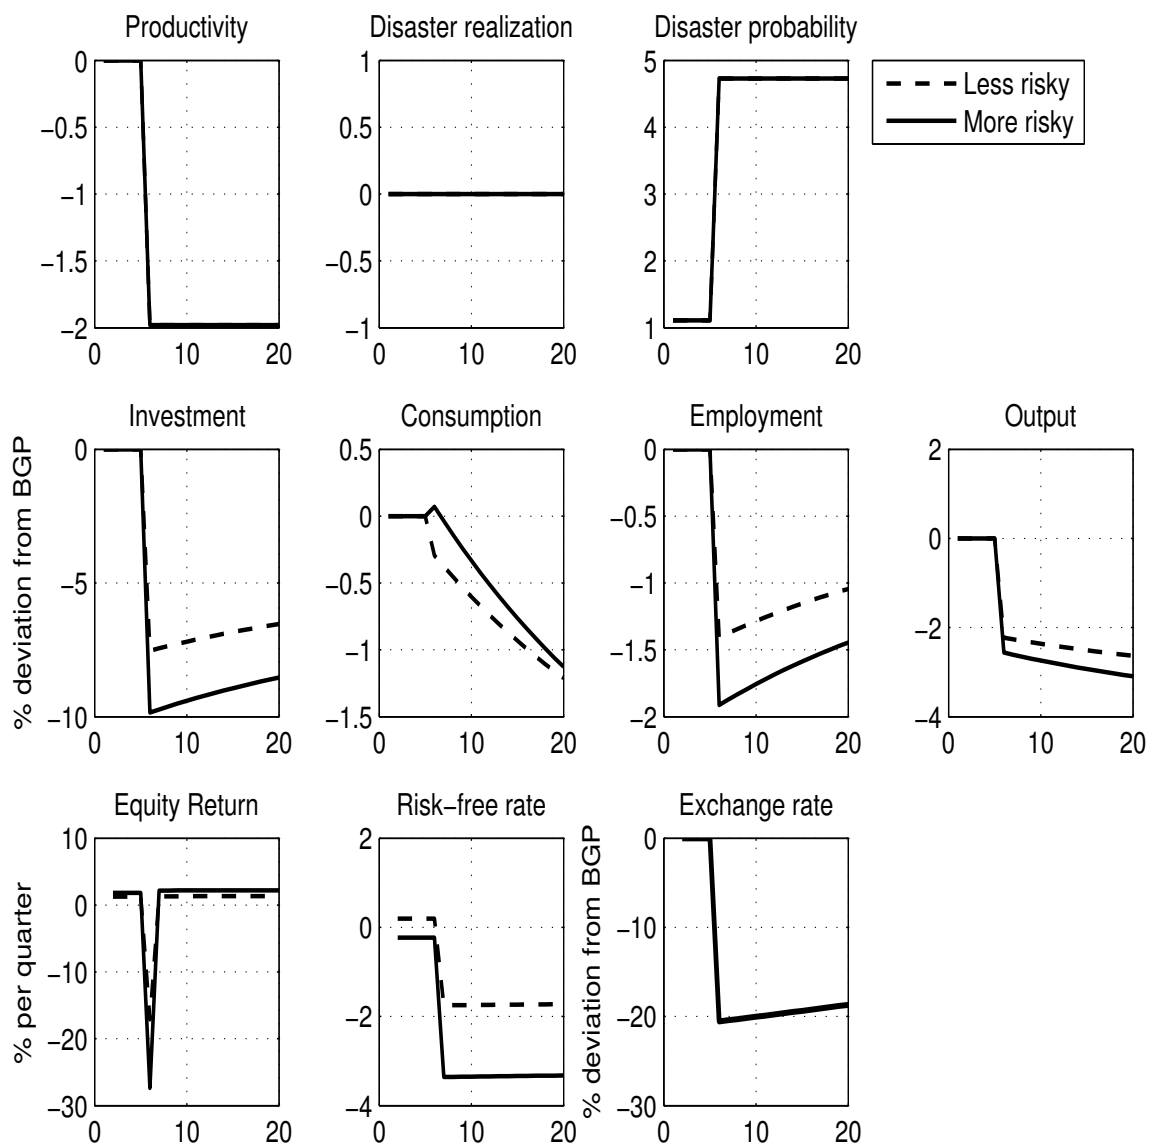 Productivity
Disaster realization
Disaster probability
0
−0.5
−1
−1.5
−2
0 10 20
1
0.5
0
−0.5
−1
0 10 20
5
4
3
2
1
0 10 20
Less risky
More risky
Investment
Consumption
Employment
Output
% deviation from BGP
0
−5
−10
0 10 20
0.5
0
−0.5
−1
−1.5
0 10 20
0
−0.5
−1
−1.5
−2
0 10 20
2
0
−2
−4
0 10 20
Equity Return
Risk−free rate
Exchange rate
% per quarter
10
0
−10
−20
−30
0 10 20
2
0
−2
−4
0 10 20
% deviation from BGP
0
−10
−20
−30
0 10 20